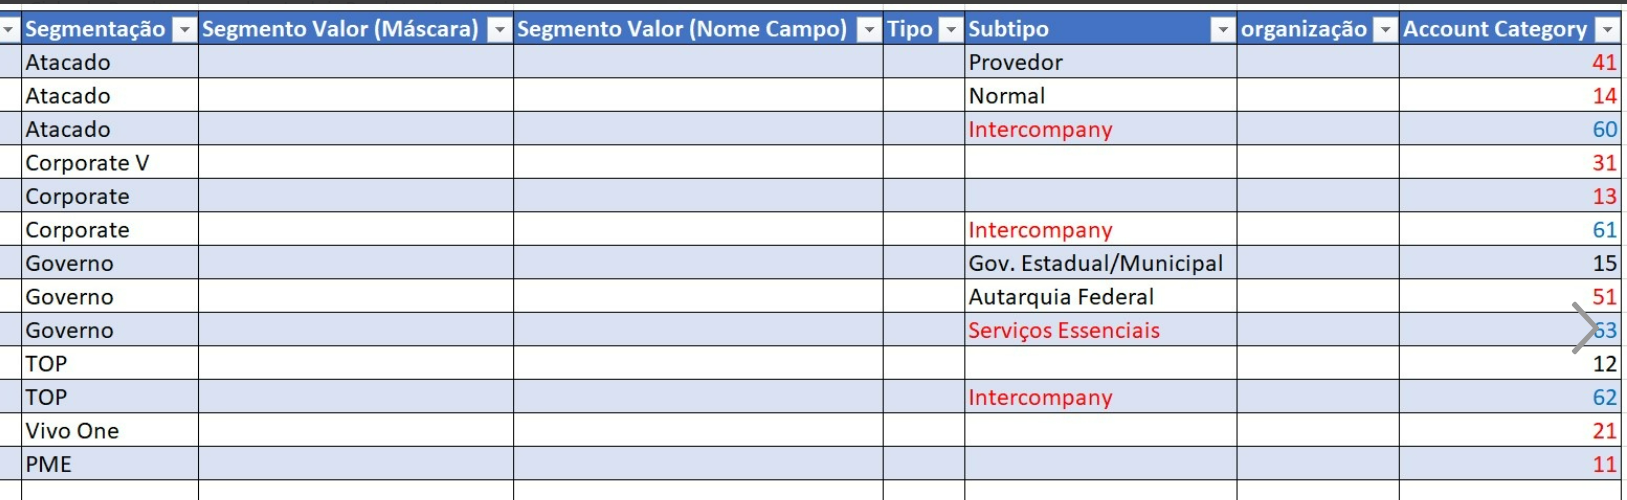 Segmentação Segmento Valor (Máscara) Segmento Valor (Nome Campo) Tipo Subtipo organização Account Category
Atacado Provedor 41
Atacado Normal 14
Atacado Intercompany 60
Corporate V 31
Corporate 13
Corporate Intercompany 61
Governo Gov. Estadual/Municipal 15
Governo Autarquia Federal 51
Governo Serviços Essenciais 63
TOP 12
TOP Intercompany 62
Vivo One 21
PME 11